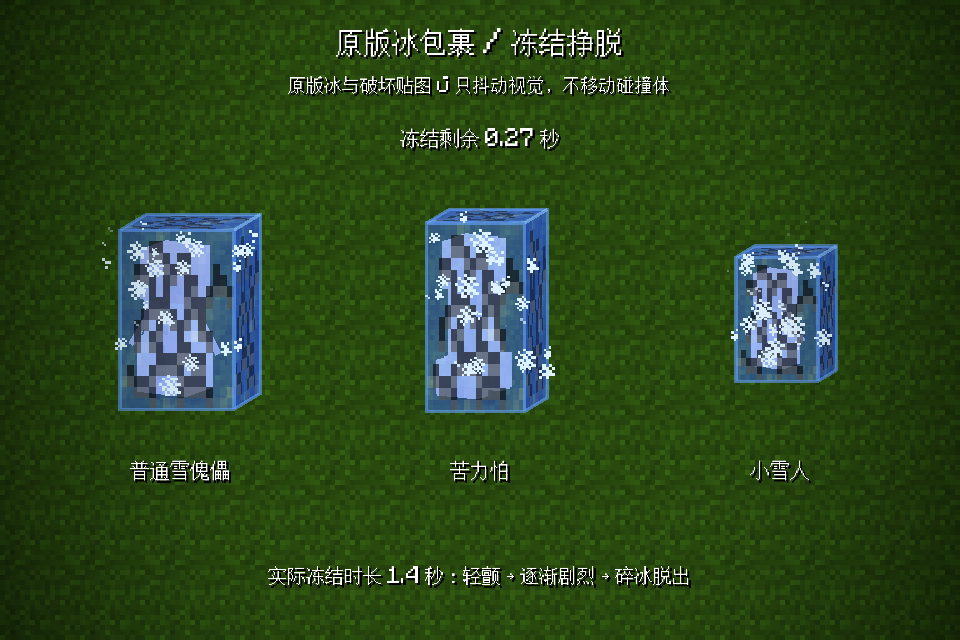 原版冰包裹 / 冻结挣脱
原版冰与破坏贴图 Ü 只抖动视觉，不移动碰撞体
冻结剩余 0.27 秒
普通雪傀儡
苦力怕
小雪人
实际冻结时长 1.4 秒：轻颤 → 逐渐剧烈 → 碎冰脱出